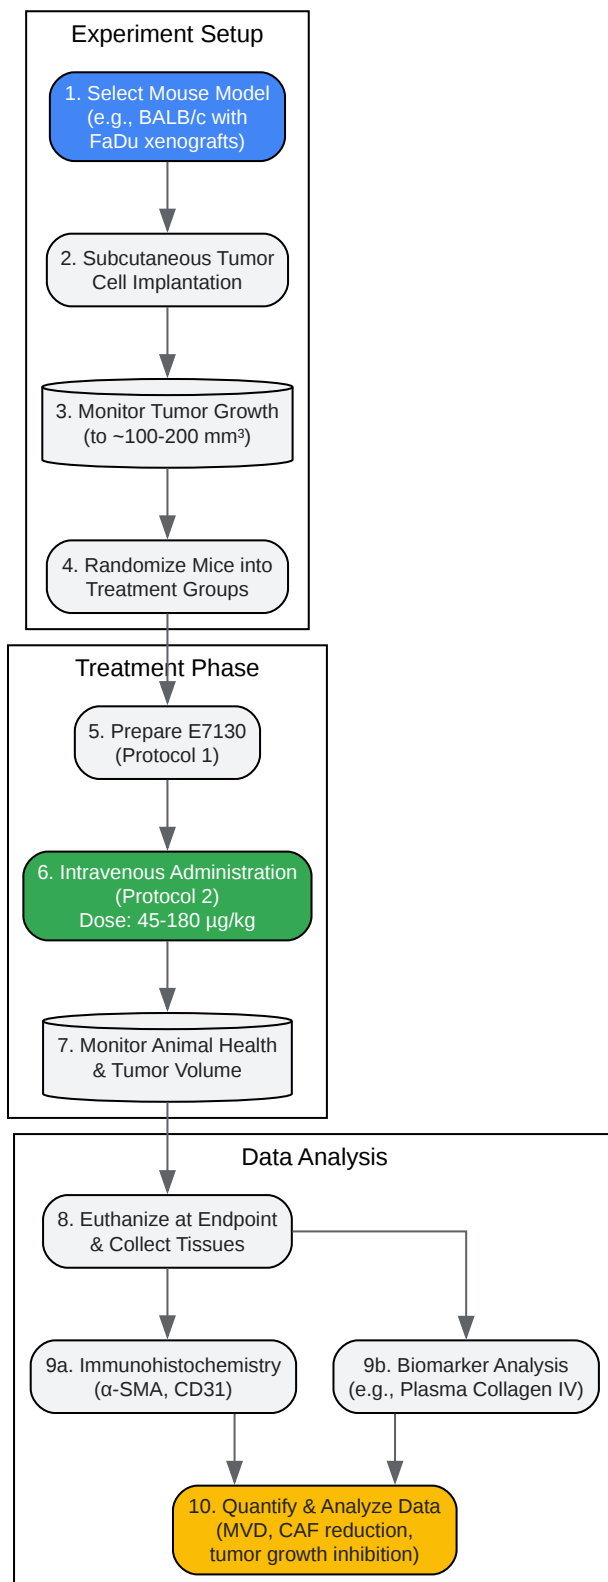 Experiment Setup
1. Select Mouse Model
(e.g., BALB/c with
FaDu xenografts)
2. Subcutaneous Tumor
Cell Implantation
3. Monitor Tumor Growth
(to ~100-200 mm³)
4. Randomize Mice into
Treatment Groups
Treatment Phase
5. Prepare E7130
(Protocol 1)
6. Intravenous Administration
(Protocol 2)
Dose: 45-180 µg/kg
7. Monitor Animal Health
& Tumor Volume
Data Analysis
8. Euthanize at Endpoint
& Collect Tissues
9a. Immunohistochemistry
(α-SMA, CD31)
9b. Biomarker Analysis
(e.g., Plasma Collagen IV)
10. Quantify & Analyze Data
(MVD, CAF reduction,
tumor growth inhibition)